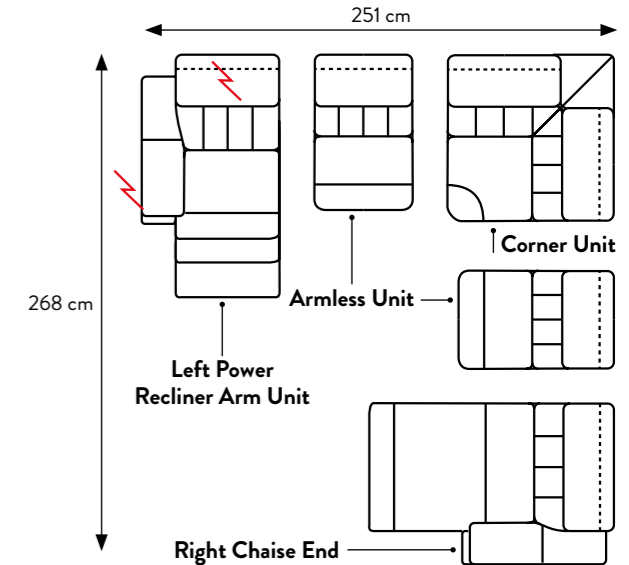 251 cm
Corner Unit
Armless Unit
268 cm
Left Power
Recliner Arm Unit
Right Chaise End